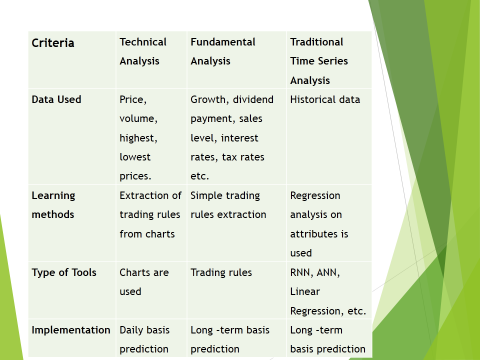 Criteria
Technical
Analysis
Fundamental
Analysis
Traditional
Time Series
Analysis
Data Used
Price,
volume,
highest,
lowest
prices.
Growth, dividend
payment, sales
level, interest
rates, tax rates
etc.
Historical data
Learning
methods
Extraction of
trading rules
from charts
Simple trading
rules extraction
Regression
analysis on
attributes is
used
Type of Tools
Charts are
used
Trading rules
RNN, ANN,
Linear
Regression, etc.
Implementation
Daily basis
prediction
Long -term basis
prediction
Long -term
basis prediction